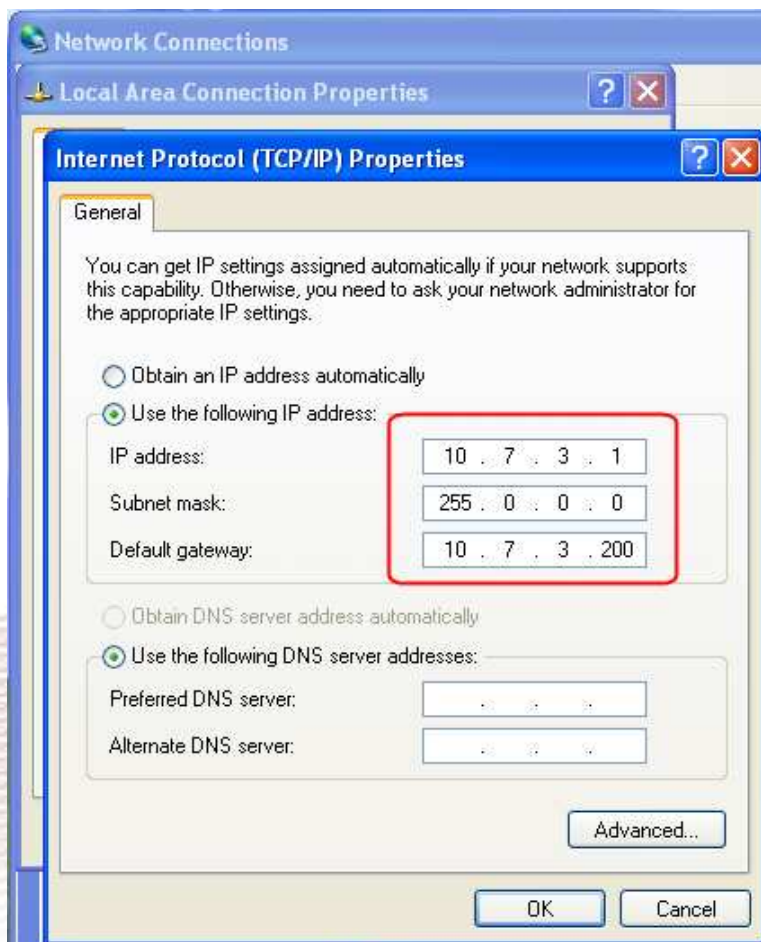 Network Connections
Local Area Connection Properties
Internet Protocol (TCP/IP) Properties
General
You can get IP settings assigned automatically if your network supports
this capability. Otherwise, you need to ask your network administrator for
the appropriate IP settings.
Obtain an IP address automatically
Use the following IP address:
IP address: 10 . 7 . 3 . 1
Subnet mask: 255 . 0 . 0 . 0
Default gateway: 10 . 7 . 3 . 200
Obtain DNS server address automatically
Use the following DNS server addresses:
Preferred DNS server: . . .
Alternate DNS server: . . .
Advanced...
OK Cancel